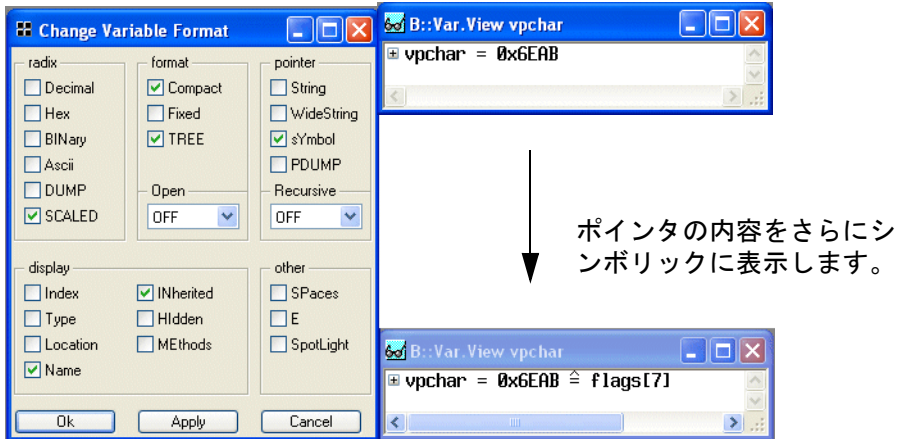 Change Variable Format
radix
Decimal
Hex
BINary
Ascii
DUMP
SCALED
format
Compact
Fixed
TREE
Open
OFF
pointer
String
WideString
sYmbol
PDUMP
Recursive
OFF
display
Index
Type
Location
Name
INherited
HIdden
MEthods
other
SPaces
E
SpotLight
Ok
Apply
Cancel
B::Var.View vpchar
vpchar = 0x6EAB
ポインタの内容をさらにシ
ンボリックに表示します。
B::Var.View vpchar
vpchar = 0x6EAB ≙ flags[7]